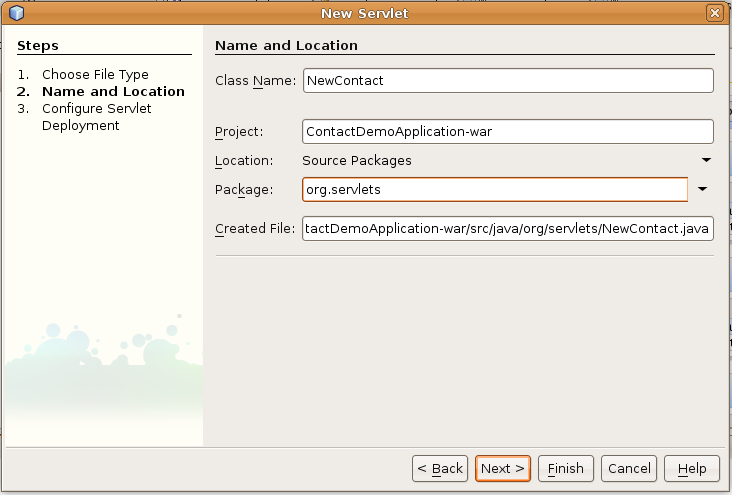 New Servlet
Steps
1. Choose File Type
2. Name and Location
3. Configure Servlet
Deployment
Name and Location
Class Name: NewContact
Project: ContactDemoApplication-war
Location: Source Packages
Package: org.servlets
Created File: tactDemoApplication-war/src/java/org/servlets/NewContact.java
< Back Next > Finish Cancel Help